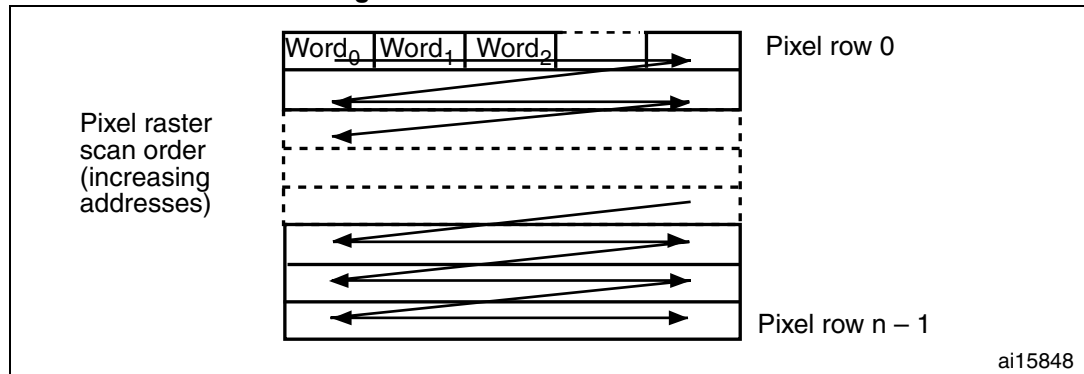 Word0 Word1 Word2
Pixel row 0
Pixel raster
scan order
(increasing
addresses)
Pixel row n – 1
ai15848